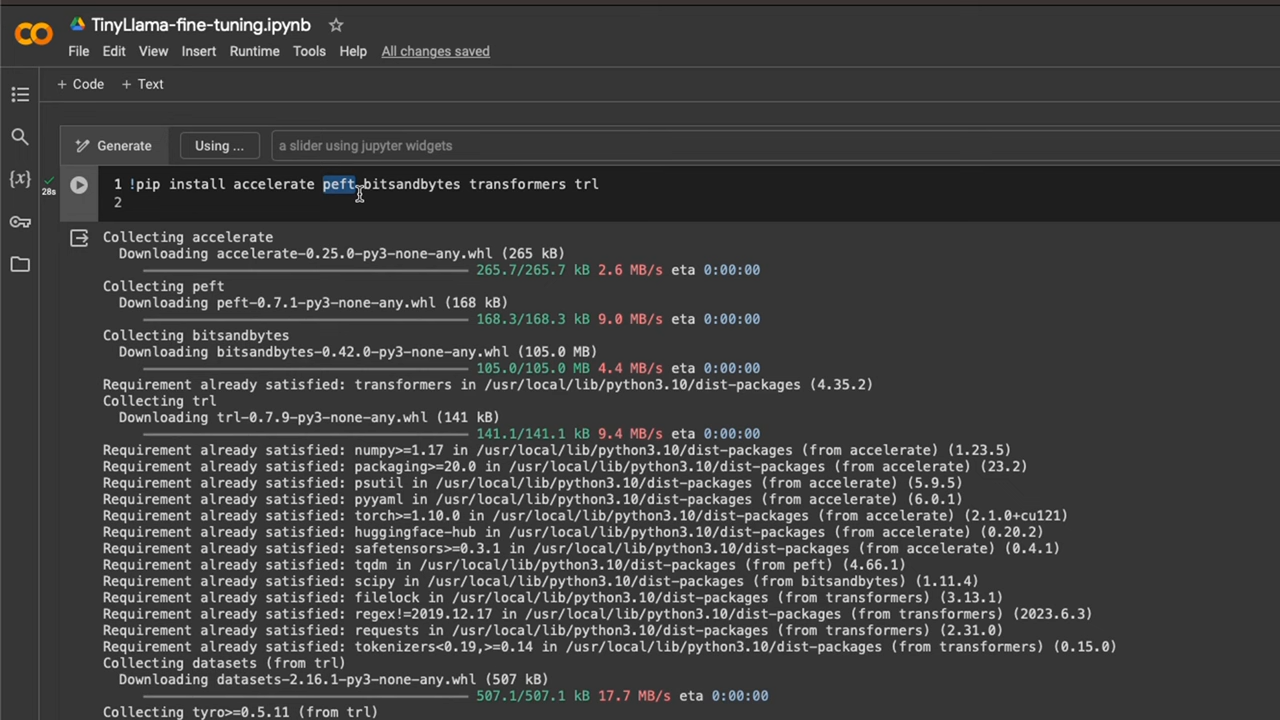 TinyLlama-fine-tuning.ipynb
File Edit View Insert Runtime Tools Help All changes saved
+ Code + Text
Generate Using ... a slider using jupyter widgets
{x} 28s 1 !pip install accelerate peft bitsandbytes transformers trl
2
Collecting accelerate
Downloading accelerate-0.25.0-py3-none-any.whl (265 kB)
265.7/265.7 kB 2.6 MB/s eta 0:00:00
Collecting peft
Downloading peft-0.7.1-py3-none-any.whl (168 kB)
168.3/168.3 kB 9.0 MB/s eta 0:00:00
Collecting bitsandbytes
Downloading bitsandbytes-0.42.0-py3-none-any.whl (105.0 MB)
105.0/105.0 MB 4.4 MB/s eta 0:00:00
Requirement already satisfied: transformers in /usr/local/lib/python3.10/dist-packages (4.35.2)
Collecting trl
Downloading trl-0.7.9-py3-none-any.whl (141 kB)
141.1/141.1 kB 9.4 MB/s eta 0:00:00
Requirement already satisfied: numpy>=1.17 in /usr/local/lib/python3.10/dist-packages (from accelerate) (1.23.5)
Requirement already satisfied: packaging>=20.0 in /usr/local/lib/python3.10/dist-packages (from accelerate) (23.2)
Requirement already satisfied: psutil in /usr/local/lib/python3.10/dist-packages (from accelerate) (5.9.5)
Requirement already satisfied: pyyaml in /usr/local/lib/python3.10/dist-packages (from accelerate) (6.0.1)
Requirement already satisfied: torch>=1.10.0 in /usr/local/lib/python3.10/dist-packages (from accelerate) (2.1.0+cu121)
Requirement already satisfied: huggingface-hub in /usr/local/lib/python3.10/dist-packages (from accelerate) (0.20.2)
Requirement already satisfied: safetensors>=0.3.1 in /usr/local/lib/python3.10/dist-packages (from accelerate) (0.4.1)
Requirement already satisfied: tqdm in /usr/local/lib/python3.10/dist-packages (from peft) (4.66.1)
Requirement already satisfied: scipy in /usr/local/lib/python3.10/dist-packages (from bitsandbytes) (1.11.4)
Requirement already satisfied: filelock in /usr/local/lib/python3.10/dist-packages (from transformers) (3.13.1)
Requirement already satisfied: regex!=2019.12.17 in /usr/local/lib/python3.10/dist-packages (from transformers) (2023.6.3)
Requirement already satisfied: requests in /usr/local/lib/python3.10/dist-packages (from transformers) (2.31.0)
Requirement already satisfied: tokenizers<0.19,>=0.14 in /usr/local/lib/python3.10/dist-packages (from transformers) (0.15.0)
Collecting datasets (from trl)
Downloading datasets-2.16.1-py3-none-any.whl (507 kB)
507.1/507.1 kB 17.7 MB/s eta 0:00:00
Collecting tyro>=0.5.11 (from trl)